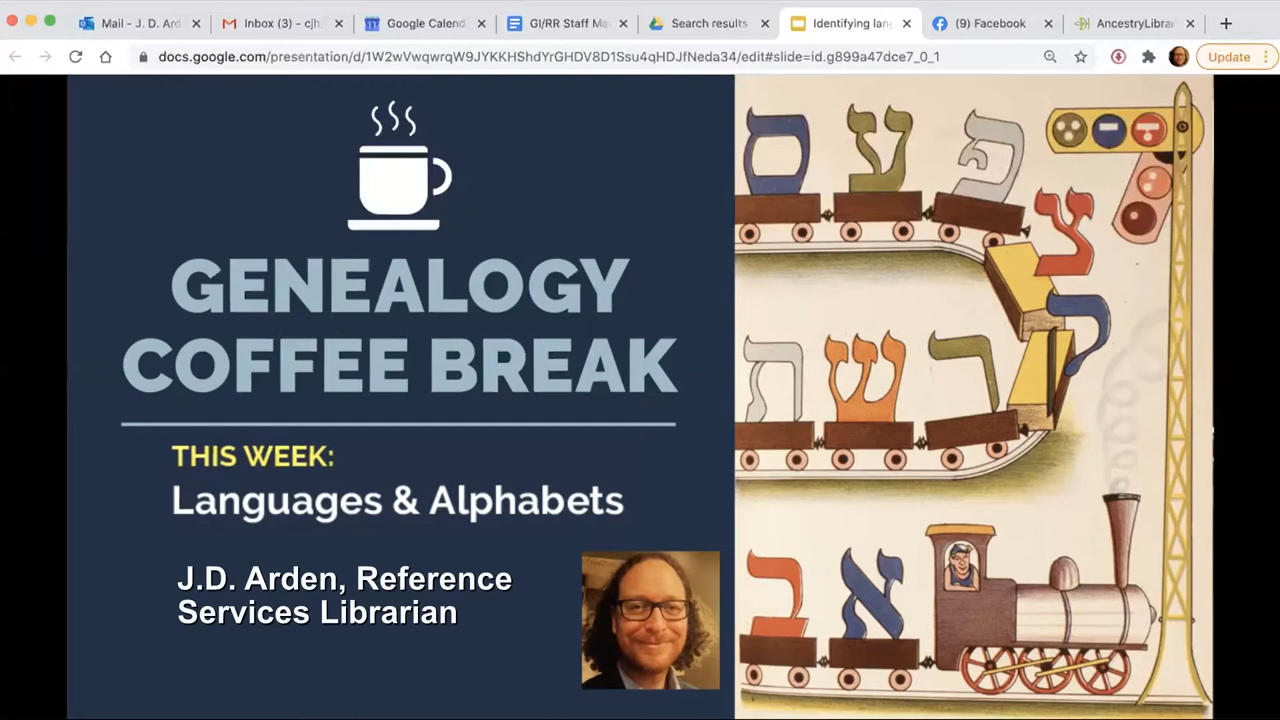 Mail - J. D. Ard
Inbox (3) - cjh.
Google Calend
GI/RR Staff Me
Search results
Identifying lan
(9) Facebook
AncestryLibrar
docs.google.com/presentation/d/1W2wVwqwrqW9JYKKHShdYrGHDV8D1Ssu4qHDJfNeda34/edit#slide=id.g899a47dce7_0_1
Update
GENEALOGY
COFFEE BREAK
THIS WEEK:
Languages & Alphabets
J.D. Arden, Reference
Services Librarian
פ ע ס
צ
ק
ר ש ת
א ב